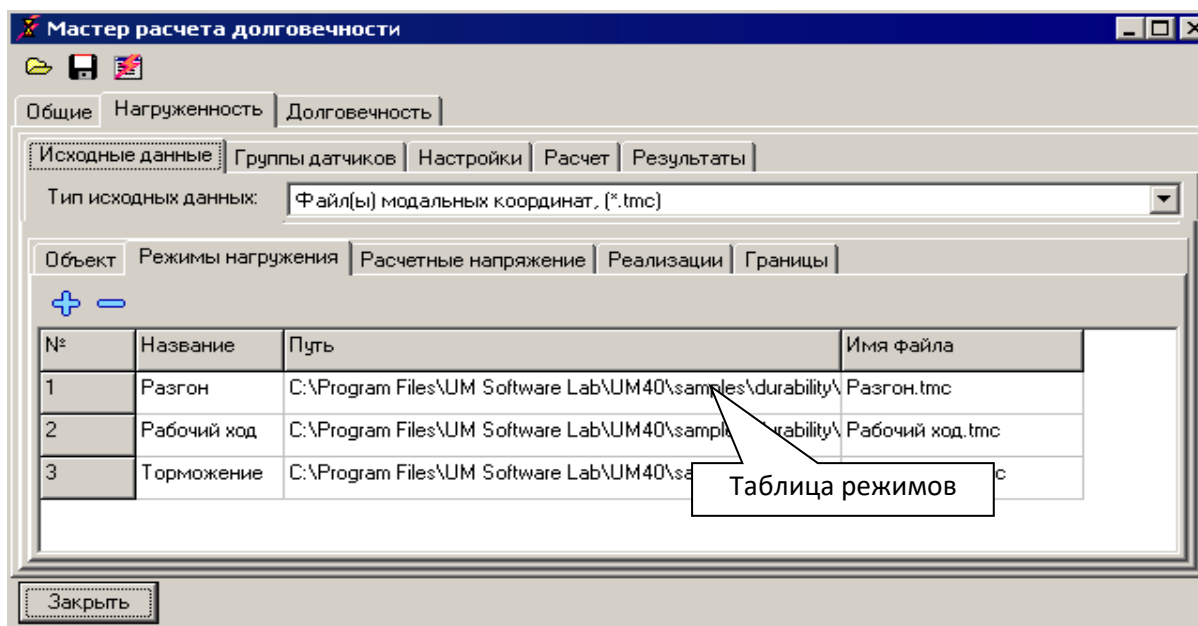 Мастер расчета долговечности
Общие Нагруженность Долговечность
Исходные данные Группы датчиков Настройки Расчет Результаты
Тип исходных данных: Файл(ы) модальных координат, (*.tmc)
Объект Режимы нагружения Расчетные напряжение Реализации Границы
№ Название Путь Имя файла
1 Разгон C:\Program Files\UM Software Lab\UM40\samples\durability\ Разгон.tmc
2 Рабочий ход C:\Program Files\UM Software Lab\UM40\sample Рабочий ход.tmc
3 Торможение C:\Program Files\UM Software Lab\UM40\sa
Таблица режимов
Закрыть